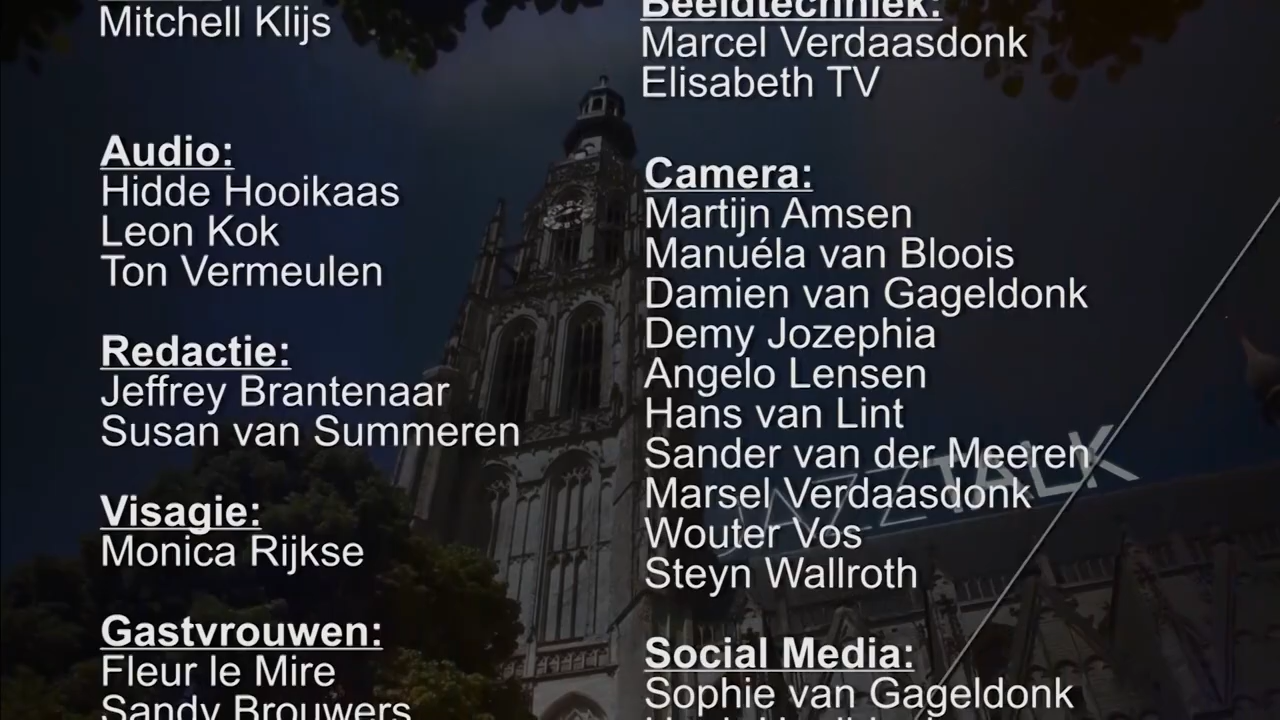 Mitchell Klijs
Audio:
Hidde Hooikaas
Leon Kok
Ton Vermeulen
Redactie:
Jeffrey Brantenaar
Susan van Summeren
Visagie:
Monica Rijkse
Gastvrouwen:
Fleur le Mire
Sandy Brouwers
Beeldtechniek:
Marcel Verdaasdonk
Elisabeth TV
Camera:
Martijn Amsen
Manuéla van Bloois
Damien van Gageldonk
Demy Jozephia
Angelo Lensen
Hans van Lint
Sander van der Meeren
Marsel Verdaasdonk
Wouter Vos
Steyn Wallroth
Social Media:
Sophie van Gageldonk
JAZZTALK